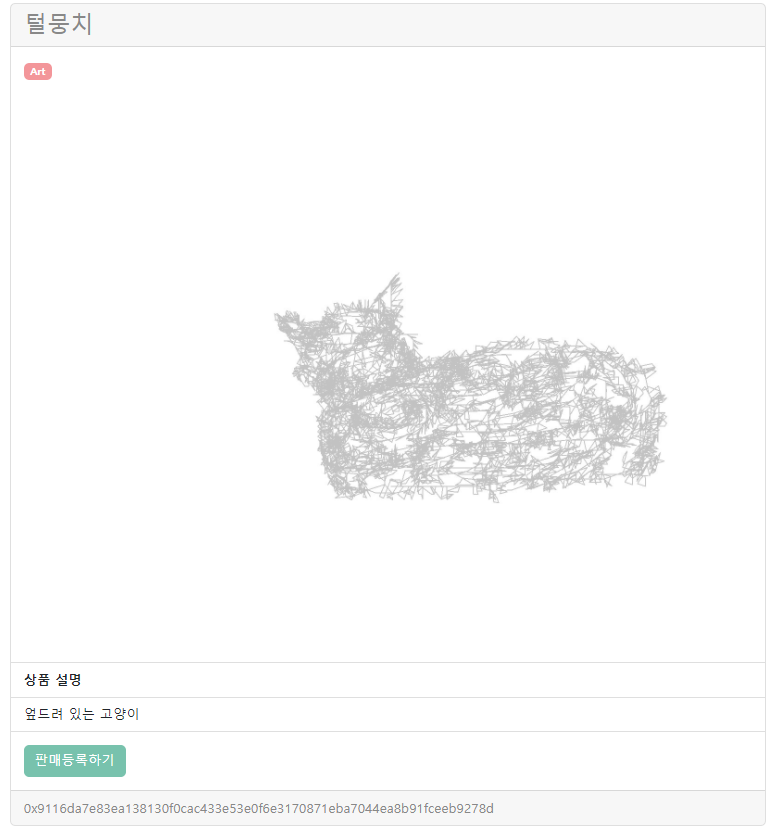 털뭉치
Art
상품 설명
엎드려 있는 고양이
판매등록하기
0x9116da7e83ea138130f0cac433e53e0f6e3170871eba7044ea8b91fceeb9278d